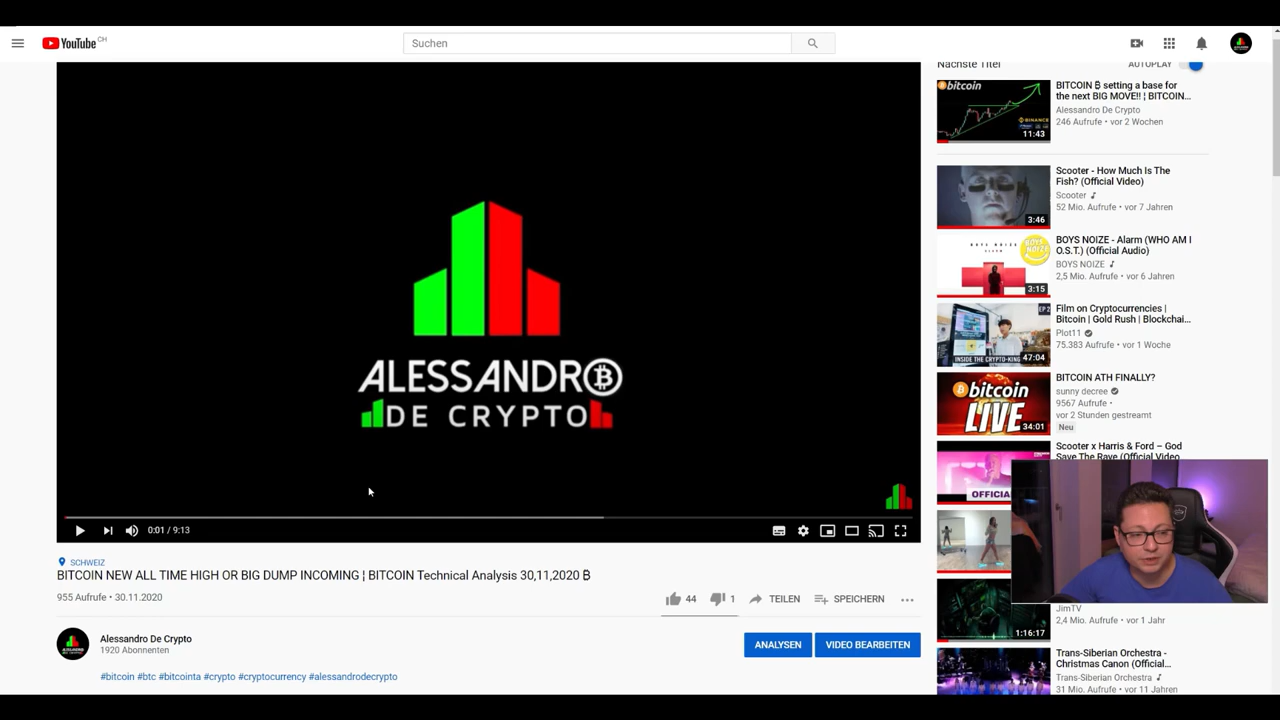 YouTube CH
Suchen
ALESSANDRO
DE CRYPTO
0:01 / 9:13
SCHWEIZ
BITCOIN NEW ALL TIME HIGH OR BIG DUMP INCOMING | BITCOIN Technical Analysis 30,11,2020 ₿
955 Aufrufe • 30.11.2020
44
1
TEILEN
SPEICHERN
Alessandro De Crypto
1920 Abonnenten
ANALYSEN
VIDEO BEARBEITEN
#bitcoin #btc #bitcointa #crypto #cryptocurrency #alessandrodecrypto
Nächste Titel
AUTOPLAY
bitcoin
BINANCE
11:43
BITCOIN ₿ setting a base for
the next BIG MOVE!! ¦ BITCOIN...
Alessandro De Crypto
246 Aufrufe • vor 2 Wochen
3:46
Scooter - How Much Is The
Fish? (Official Video)
Scooter
52 Mio. Aufrufe • vor 7 Jahren
BOYS NOIZE
3:15
BOYS NOIZE - Alarm (WHO AM I
O.S.T.) (Official Audio)
BOYS NOIZE
2,5 Mio. Aufrufe • vor 6 Jahren
EP 2
INSIDE THE CRYPTO-KING
47:04
Film on Cryptocurrencies |
Bitcoin | Gold Rush | Blockchai...
Plot11
75.383 Aufrufe • vor 1 Woche
bitcoin
LIVE
34:01
BITCOIN ATH FINALLY?
sunny decree
9567 Aufrufe •
vor 2 Stunden gestreamt
Neu
OFFICIA
Scooter x Harris & Ford – God
Save The Rave (Official Video
1:16:17
JimTV
2,4 Mio. Aufrufe • vor 1 Jahr
Trans-Siberian Orchestra -
Christmas Canon (Official...
Trans-Siberian Orchestra
31 Mio. Aufrufe • vor 11 Jahren